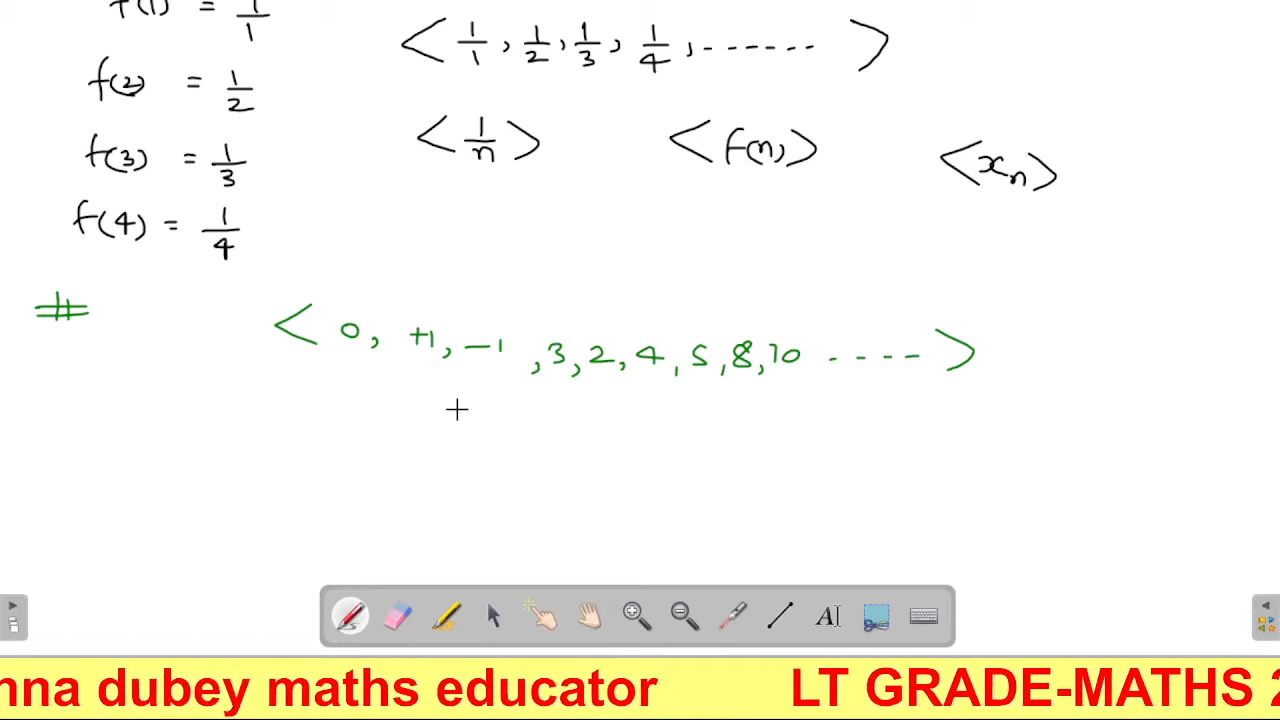 f(1) = 1/1
< 1/1, 1/2, 1/3, 1/4, ....... >
f(2) = 1/2
< 1/n > < f(n) > < xₙ >
f(3) = 1/3
f(4) = 1/4
# < 0, +1, -1, 3, 2, 4, 5, 8, 10 ---- >
nna dubey maths educator LT GRADE-MATHS 2